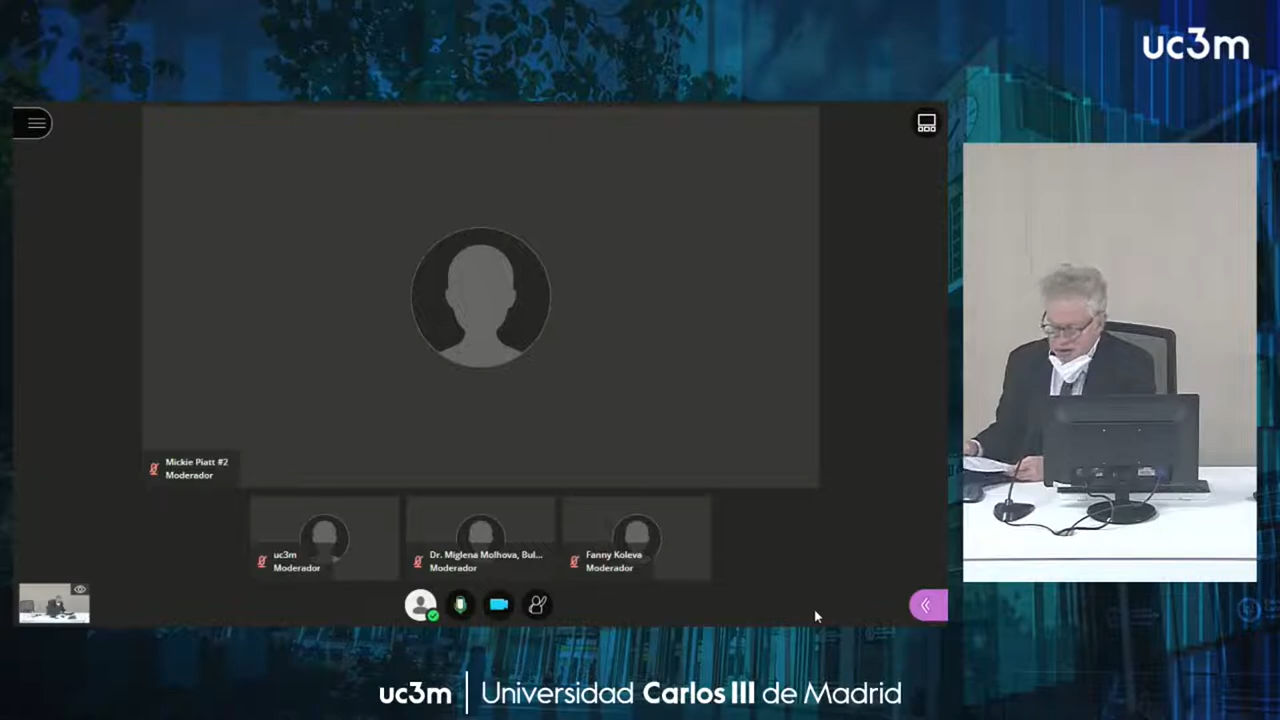 uc3m
Mickie Piatt #2
Moderador
uc3m
Moderador
Dr. Miglena Molhova, Bul...
Moderador
Fanny Koleva
Moderador
uc3m | Universidad Carlos III de Madrid